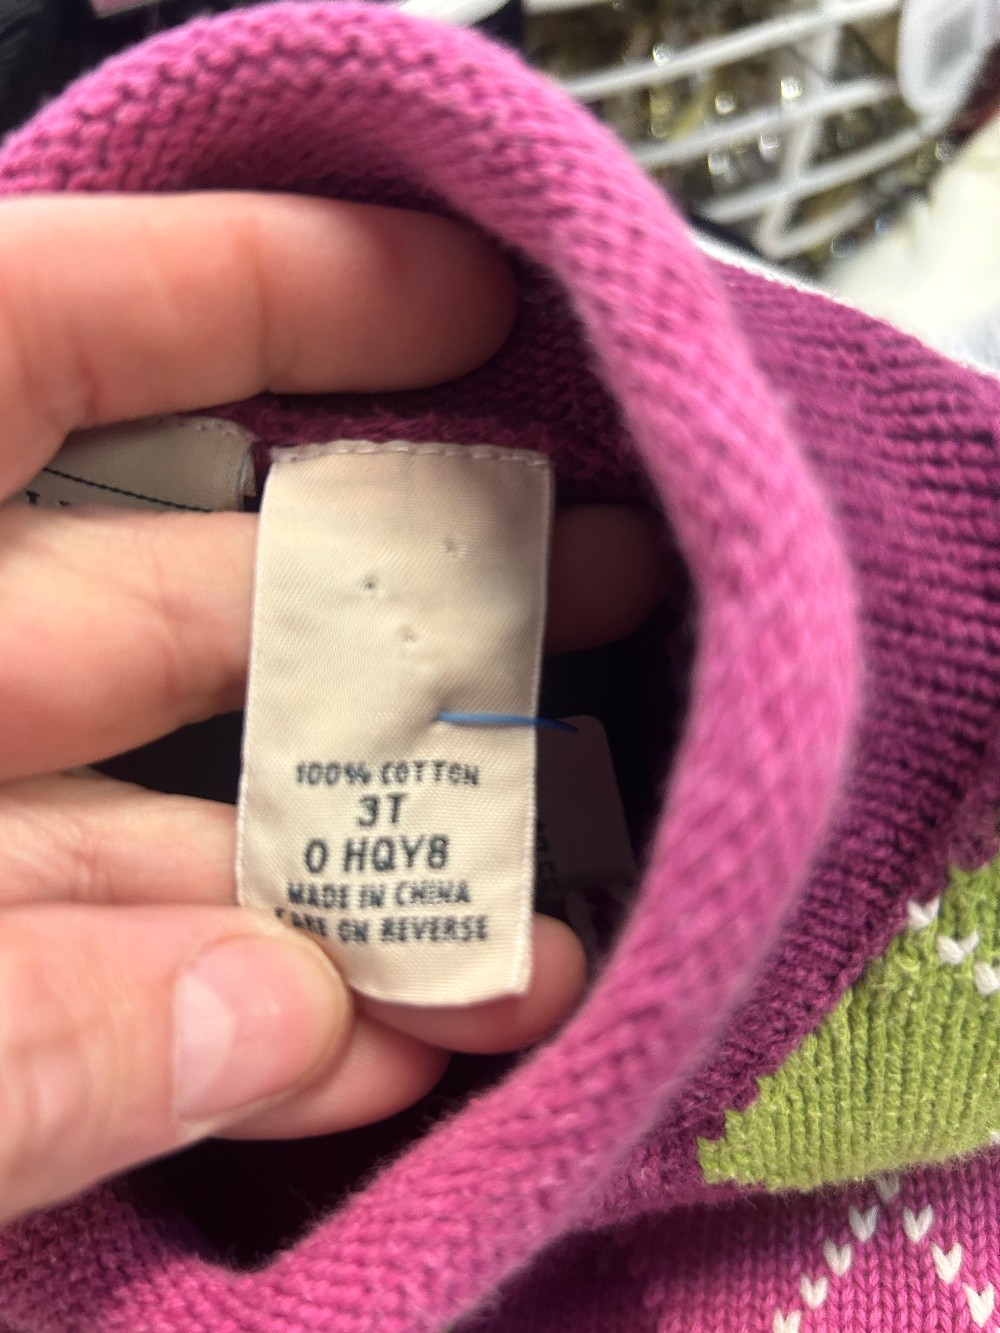 100% COTTON
3T
0 HQY8
MADE IN CHINA
CARE ON REVERSE